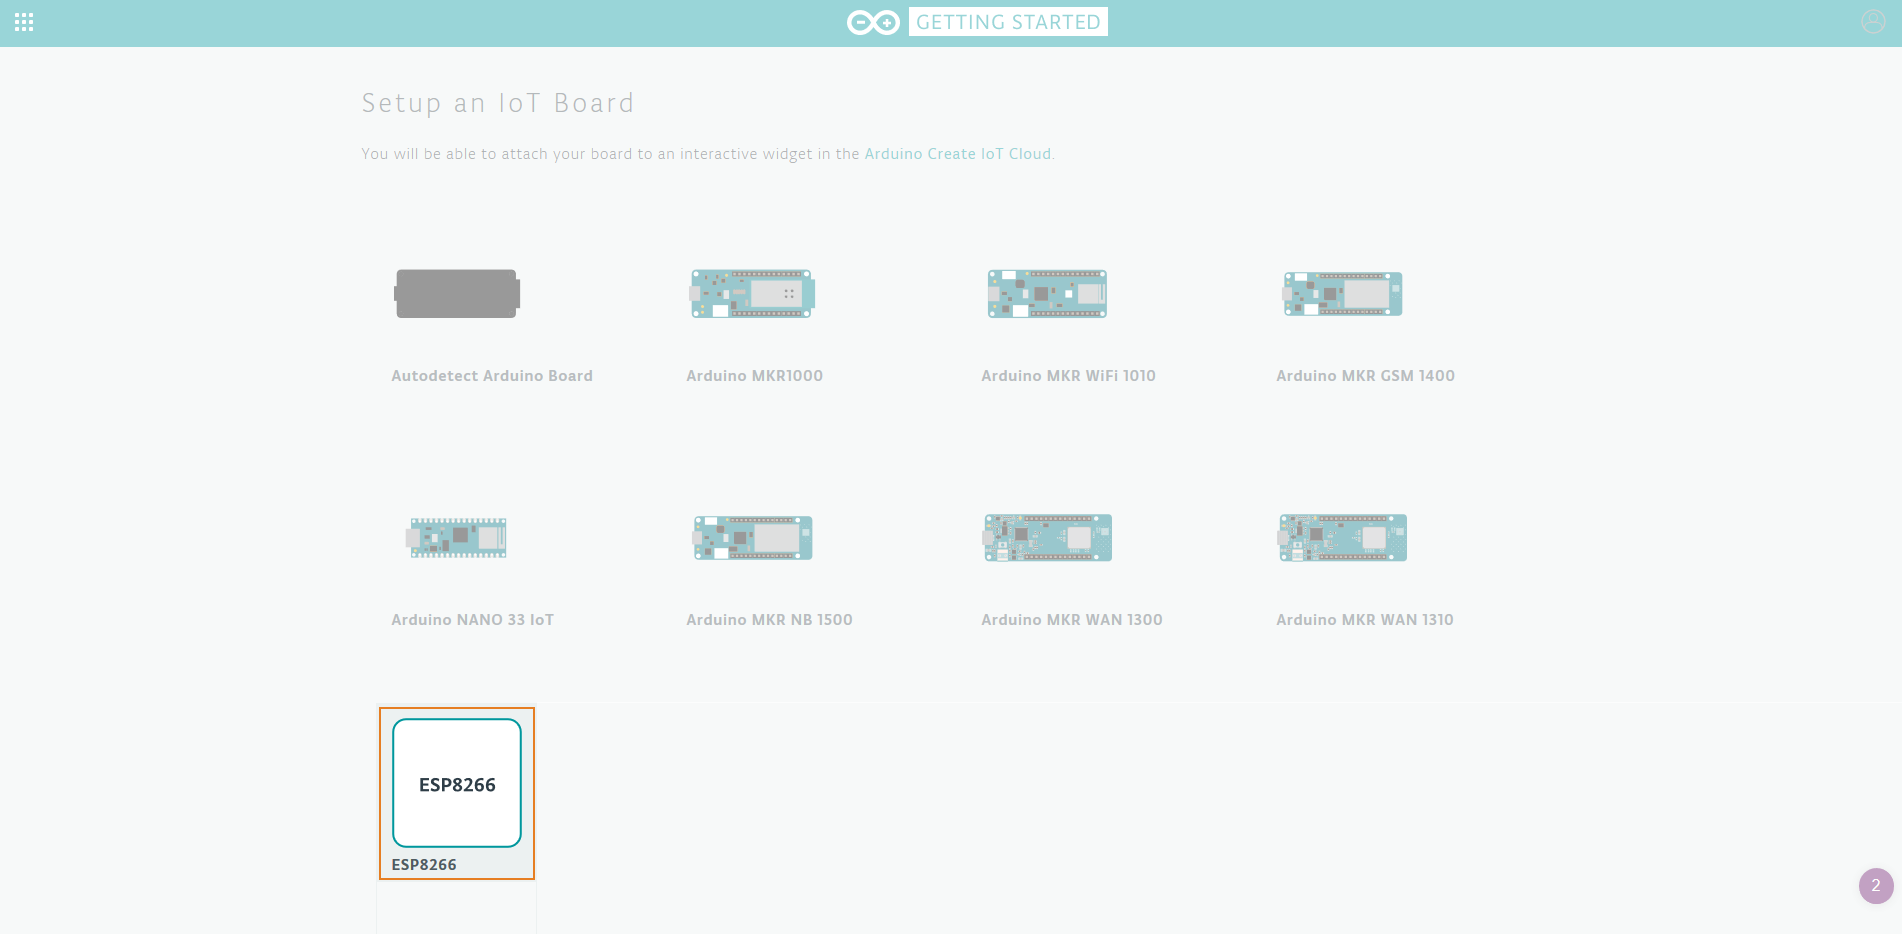 GETTING STARTED
Setup an IoT Board
You will be able to attach your board to an interactive widget in the Arduino Create IoT Cloud.
Autodetect Arduino Board
Arduino MKR1000
Arduino MKR WiFi 1010
Arduino MKR GSM 1400
Arduino NANO 33 IoT
Arduino MKR NB 1500
Arduino MKR WAN 1300
Arduino MKR WAN 1310
ESP8266
ESP8266
2